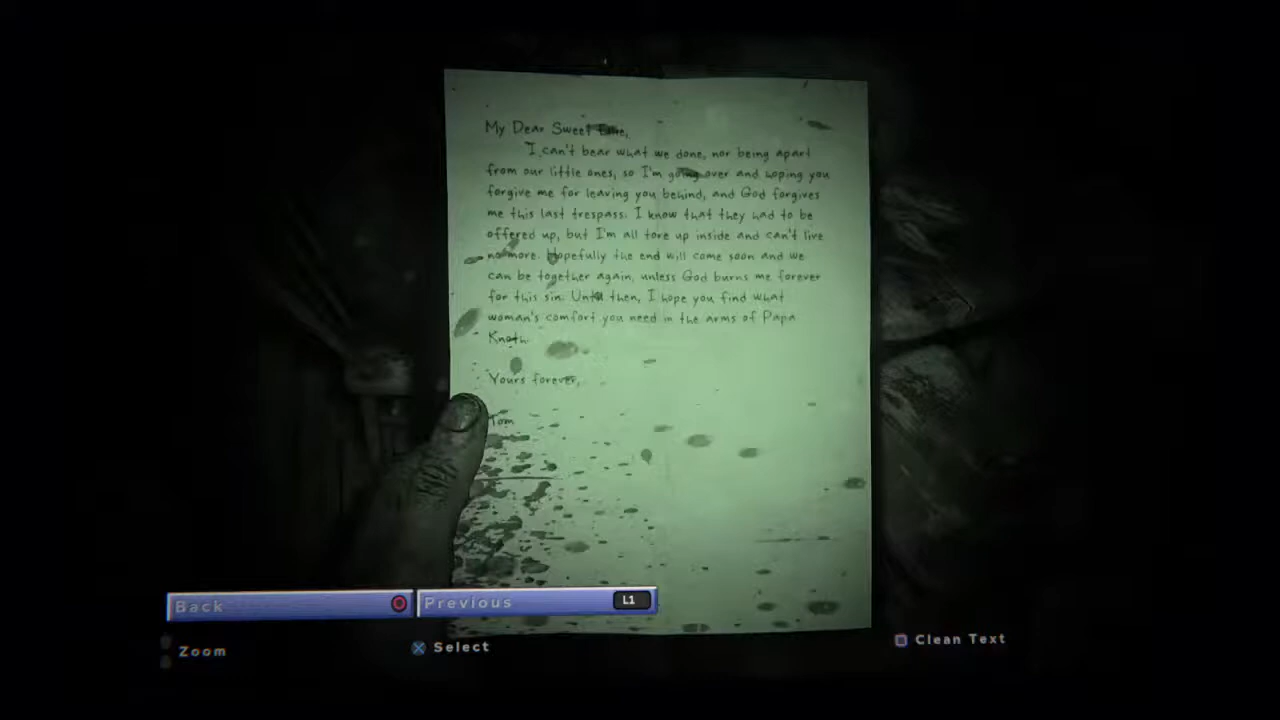 My Dear Sweet
I can't bear what we done, nor being apart
from our little ones, so I'm going over and hoping you
forgive me for leaving you behind, and God forgives
me this last trespass. I know that they had to be
offered up, but I'm all tore up inside and can't live
no more. Hopefully the end will come soon and we
can be together again, unless God burns me forever
for this sin. Until then, I hope you find what
woman's comfort you need in the arms of Papa
Knoth.
Yours forever,
Tom
Back
Previous L1
Zoom
Select
Clean Text